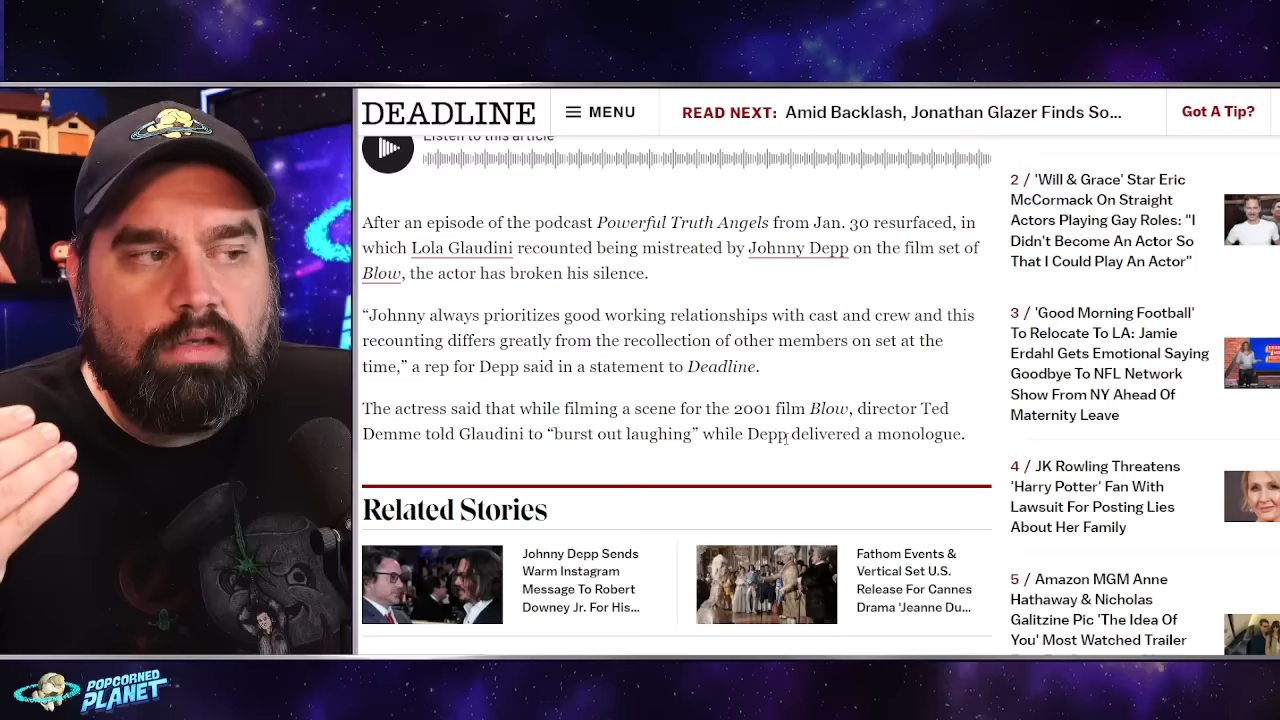 DEADLINE
MENU
READ NEXT: Amid Backlash, Jonathan Glazer Finds So...
Got A Tip?
Listen to this article
After an episode of the podcast Powerful Truth Angels from Jan. 30 resurfaced, in
which Lola Glaudini recounted being mistreated by Johnny Depp on the film set of
Blow, the actor has broken his silence.
“Johnny always prioritizes good working relationships with cast and crew and this
recounting differs greatly from the recollection of other members on set at the
time,” a rep for Depp said in a statement to Deadline.
The actress said that while filming a scene for the 2001 film Blow, director Ted
Demme told Glaudini to “burst out laughing” while Depp delivered a monologue.
Related Stories
Johnny Depp Sends
Warm Instagram
Message To Robert
Downey Jr. For His...
Fathom Events &
Vertical Set U.S.
Release For Cannes
Drama 'Jeanne Du...
2 / 'Will & Grace' Star Eric
McCormack On Straight
Actors Playing Gay Roles: "I
Didn't Become An Actor So
That I Could Play An Actor"
3 / 'Good Morning Football'
To Relocate To LA: Jamie
Erdahl Gets Emotional Saying
Goodbye To NFL Network
Show From NY Ahead Of
Maternity Leave
4 / JK Rowling Threatens
'Harry Potter' Fan With
Lawsuit For Posting Lies
About Her Family
5 / Amazon MGM Anne
Hathaway & Nicholas
Galitzine Pic 'The Idea Of
You' Most Watched Trailer
POPCORNED
PLANET